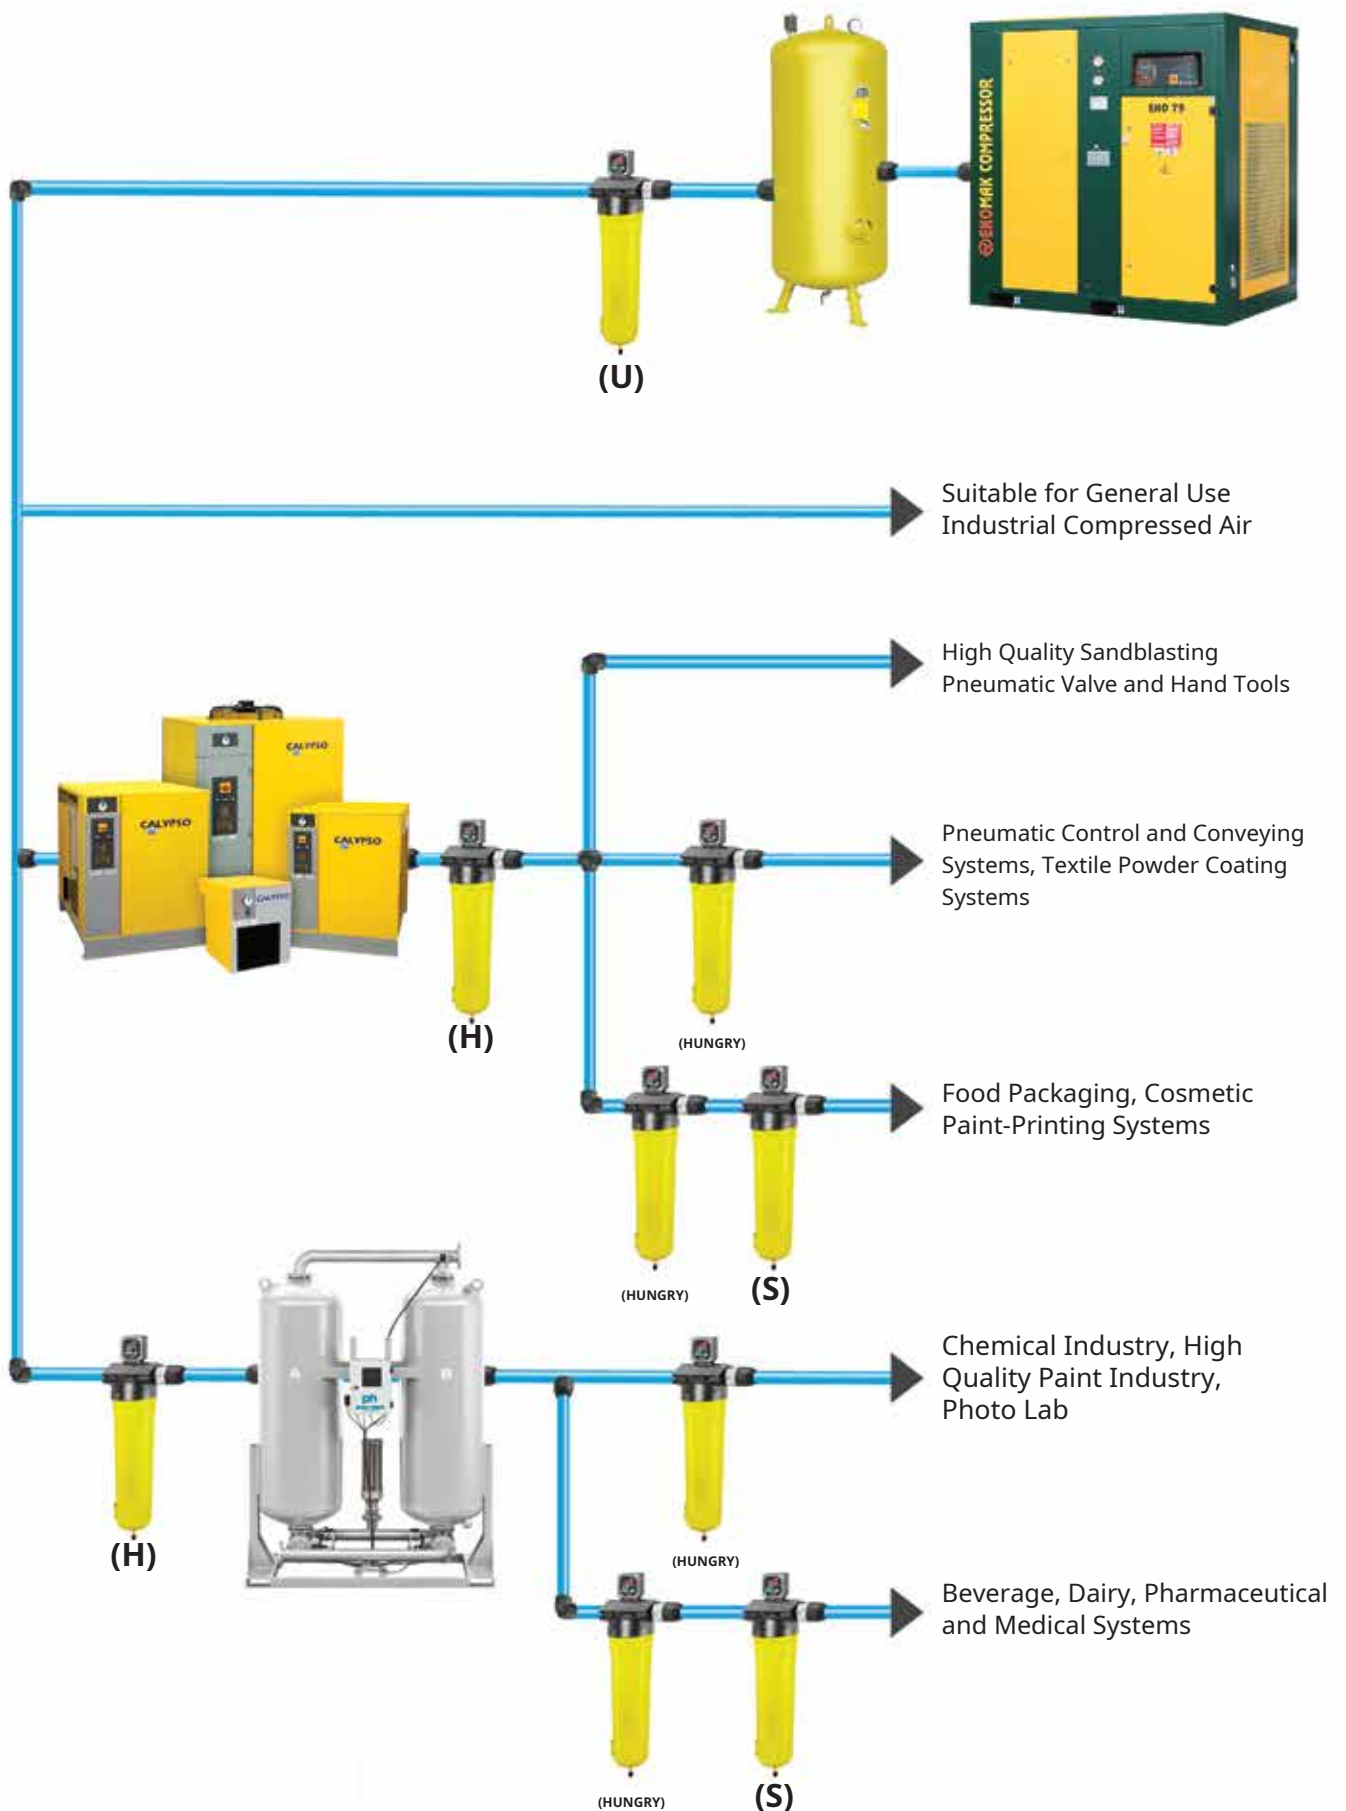 EKOMAK COMPRESSOR
EKO 75
(U)
Suitable for General Use
Industrial Compressed Air
High Quality Sandblasting
Pneumatic Valve and Hand Tools
CALYPSO
CALYPSO
CALYPSO
CALYPSO
Pneumatic Control and Conveying
Systems, Textile Powder Coating
Systems
(H)
(HUNGRY)
Food Packaging, Cosmetic
Paint-Printing Systems
(HUNGRY)
(S)
Chemical Industry, High
Quality Paint Industry,
Photo Lab
A
B
ph
(H)
(HUNGRY)
Beverage, Dairy, Pharmaceutical
and Medical Systems
(HUNGRY)
(S)